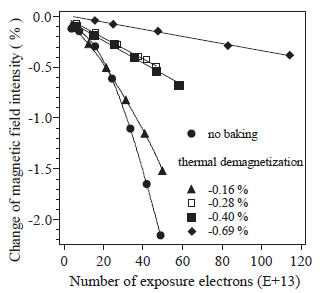 Change of magnetic field intensity ( % )
0.0
-0.5
-1.0
-1.5
-2.0
no baking
thermal demagnetization
-0.16 %
-0.28 %
-0.40 %
-0.69 %
0 20 40 60 80 100 120
Number of exposure electrons (E+13)